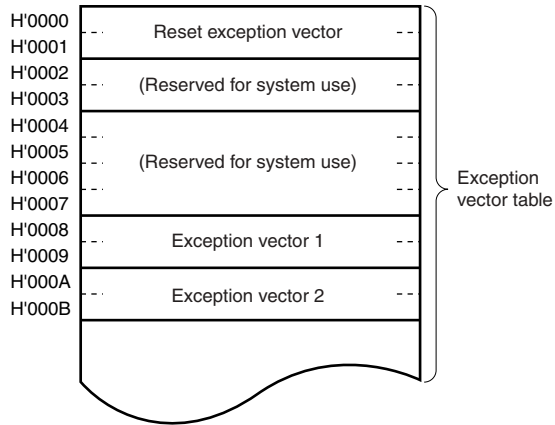 H'0000
Reset exception vector
H'0001
H'0002
(Reserved for system use)
H'0003
H'0004
H'0005
(Reserved for system use)
H'0006
H'0007
Exception
vector table
H'0008
Exception vector 1
H'0009
H'000A
Exception vector 2
H'000B